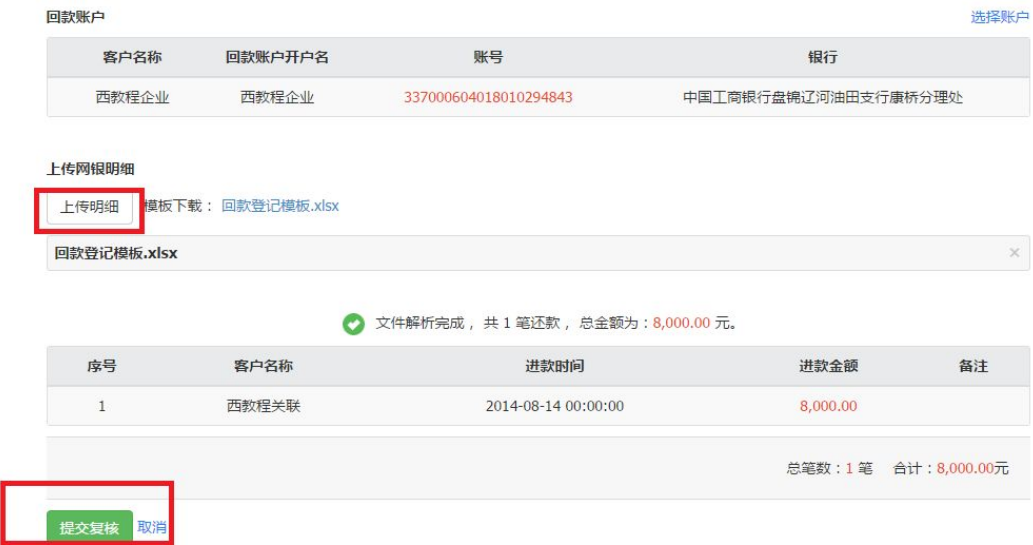 回款账户 选择账户
客户名称 回款账户开户名 账号 银行
西教程企业 西教程企业 337000604018010294843 中国工商银行盘锦辽河油田支行康桥分理处
上传网银明细
上传明细 模板下载： 回款登记模板.xlsx
回款登记模板.xlsx ×
文件解析完成，共 1 笔还款，总金额为：8,000.00 元。
序号 客户名称 进款时间 进款金额 备注
1 西教程关联 2014-08-14 00:00:00 8,000.00
总笔数：1 笔 合计：8,000.00元
提交复核 取消